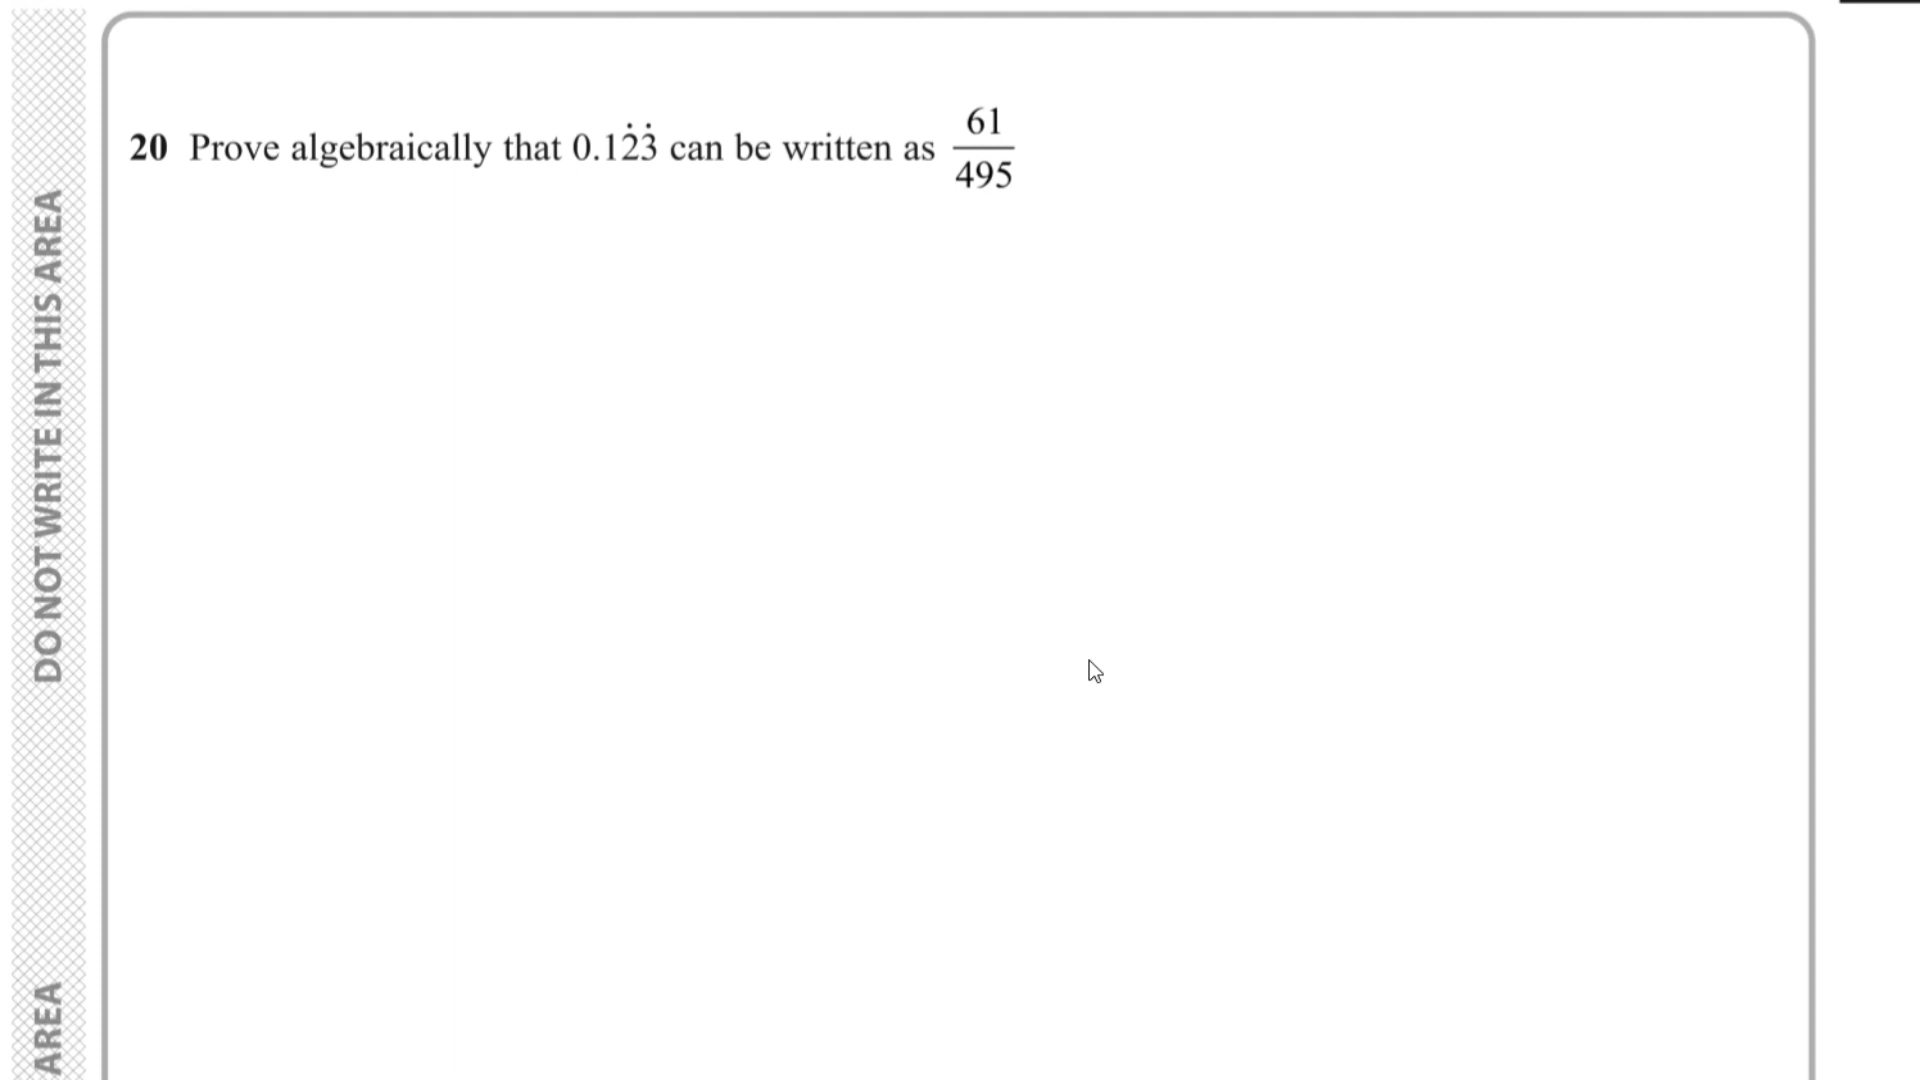 20 Prove algebraically that 0.12̇3̇ can be written as 61/495
DO NOT WRITE IN THIS AREA
AREA